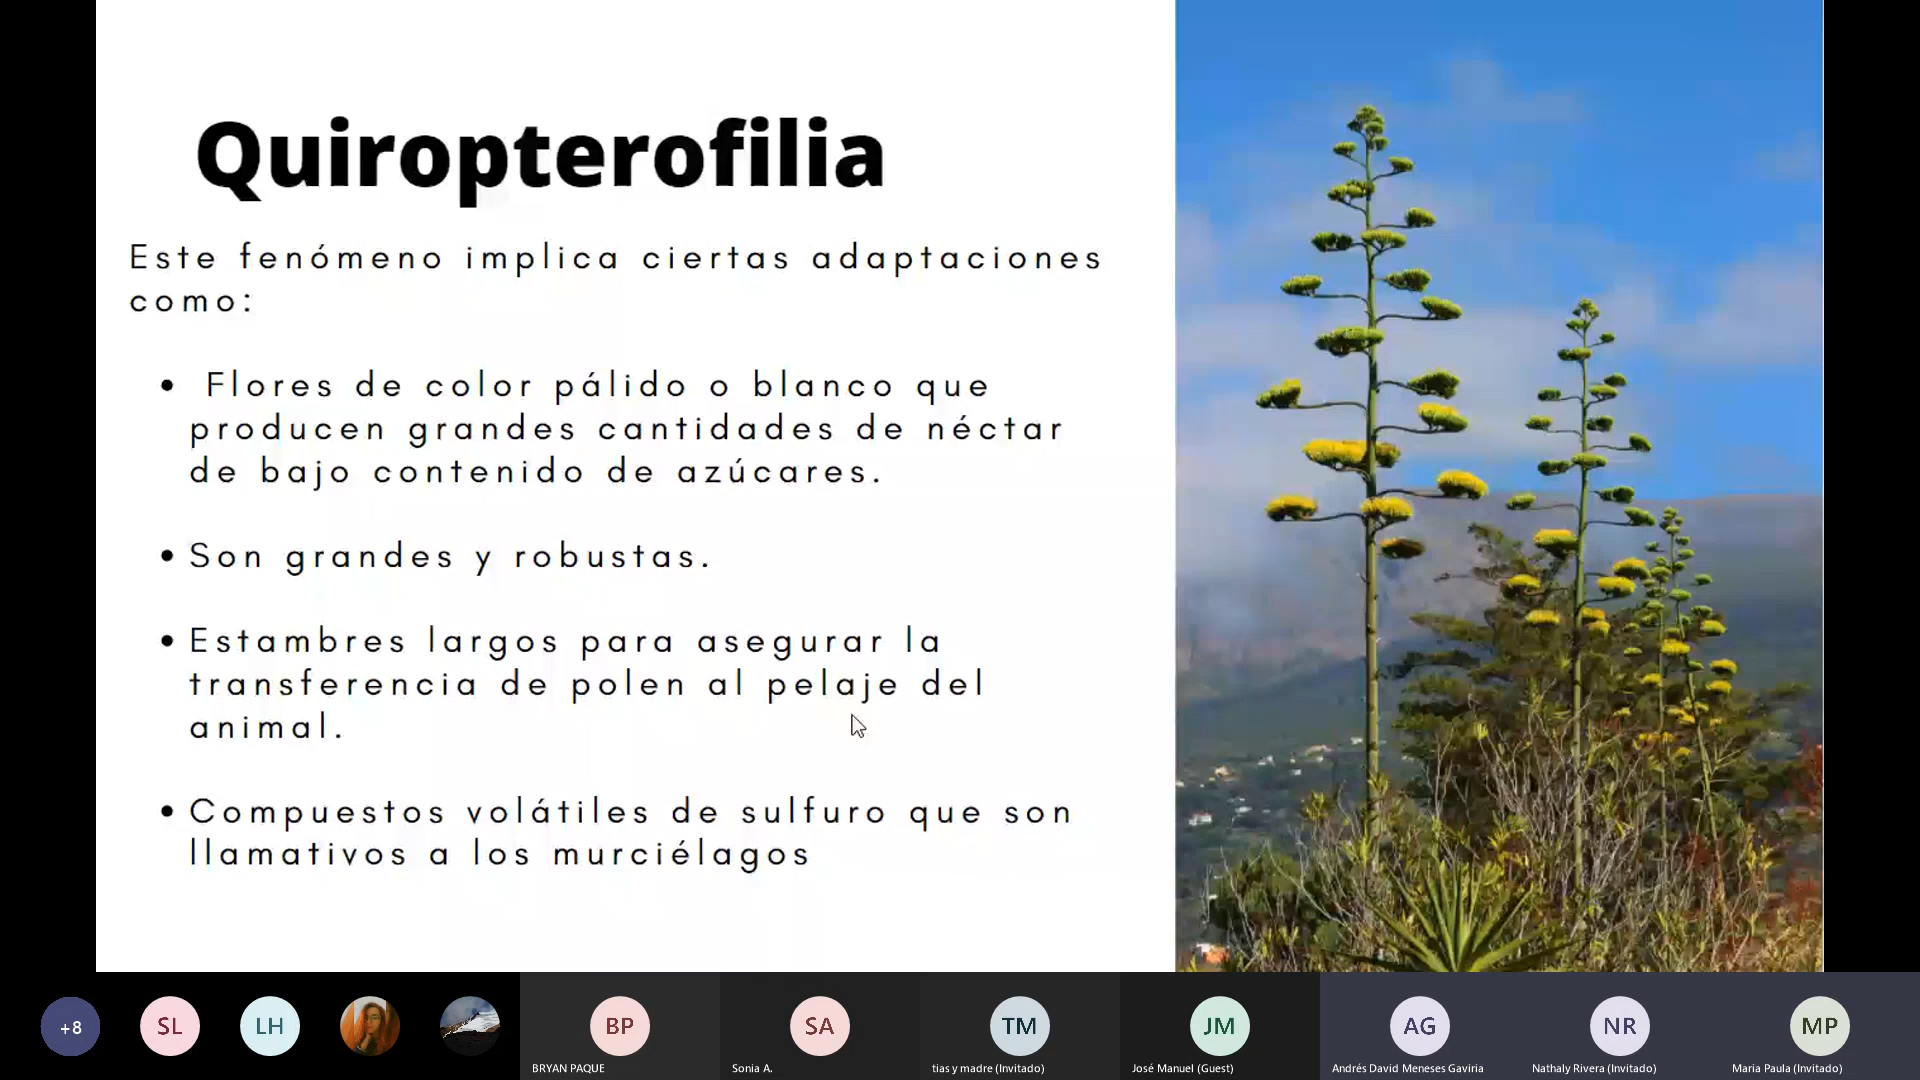 Quiropterofilia
Este fenómeno implica ciertas adaptaciones
como:
• Flores de color pálido o blanco que
producen grandes cantidades de néctar
de bajo contenido de azúcares.
• Son grandes y robustas.
• Estambres largos para asegurar la
transferencia de polen al pelaje del
animal.
• Compuestos volátiles de sulfuro que son
llamativos a los murciélagos
+8
SL
LH
BP
SA
TM
JM
AG
NR
MP
BRYAN PAQUE
Sonia A.
tias y madre (Invitado)
José Manuel (Guest)
Andrés David Meneses Gaviria
Nathaly Rivera (Invitado)
Maria Paula (Invitado)